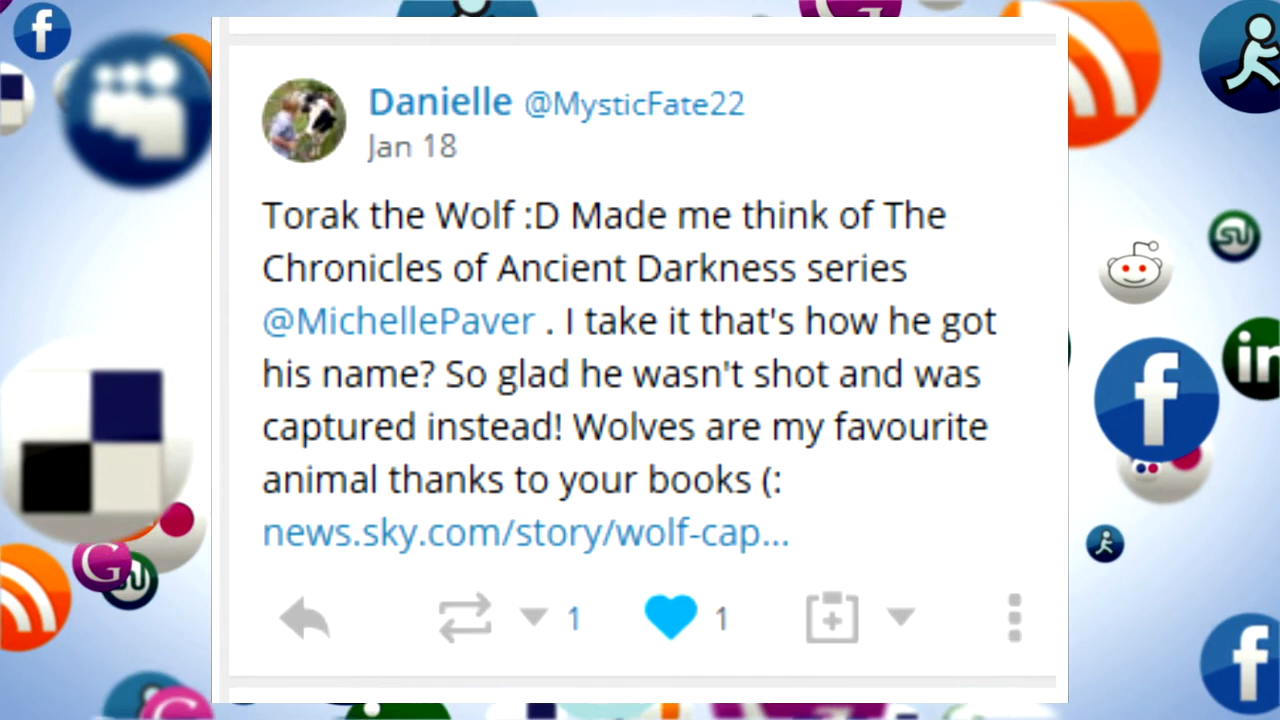 Danielle @MysticFate22
Jan 18
Torak the Wolf :D Made me think of The
Chronicles of Ancient Darkness series
@MichellePaver . I take it that's how he got
his name? So glad he wasn't shot and was
captured instead! Wolves are my favourite
animal thanks to your books (:
news.sky.com/story/wolf-cap...
1 1